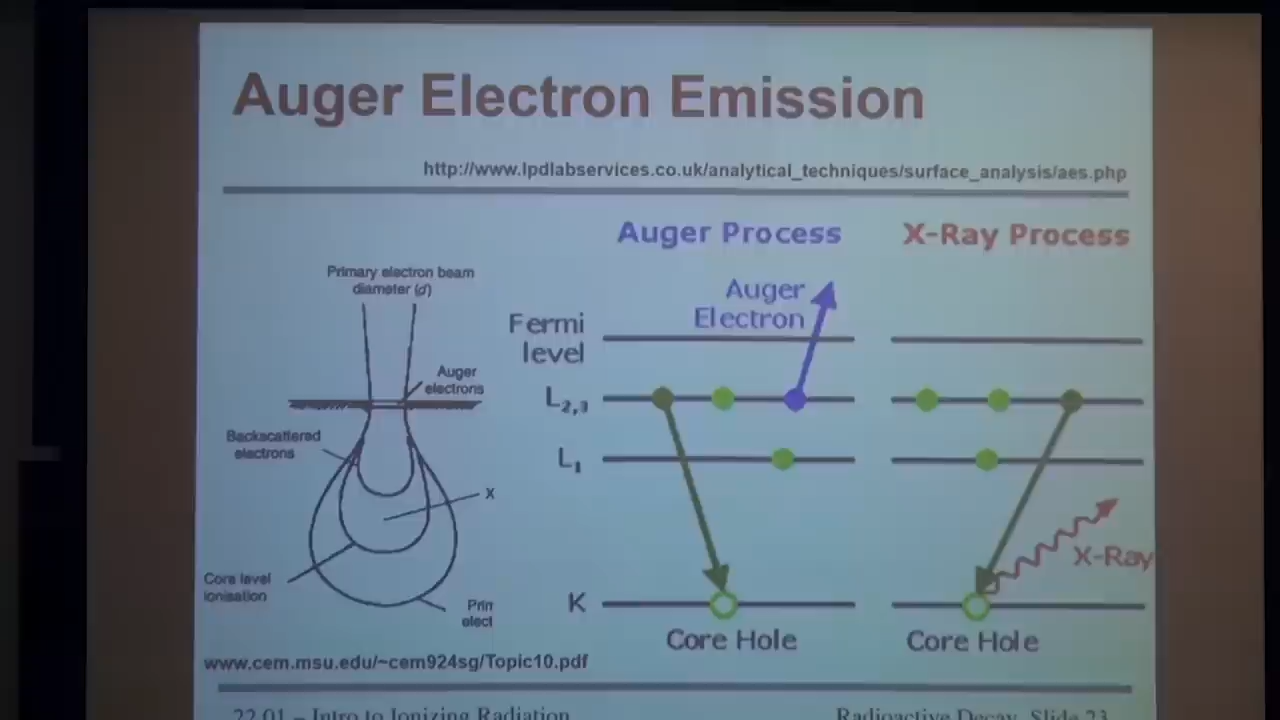 Auger Electron Emission
http://www.lpdlabservices.co.uk/analytical_techniques/surface_analysis/aes.php
Auger Process
X-Ray Process
Primary electron beam
diameter (d)
Auger
Electron
Fermi
level
Auger
electrons
L2,3
Backscattered
electrons
L1
X
X-Ray
Core level
ionisation
Prin
elect
K
Core Hole
Core Hole
www.cem.msu.edu/~cem924sg/Topic10.pdf
22.01 – Intro to Ionizing Radiation
Radioactive Decay, Slide 23